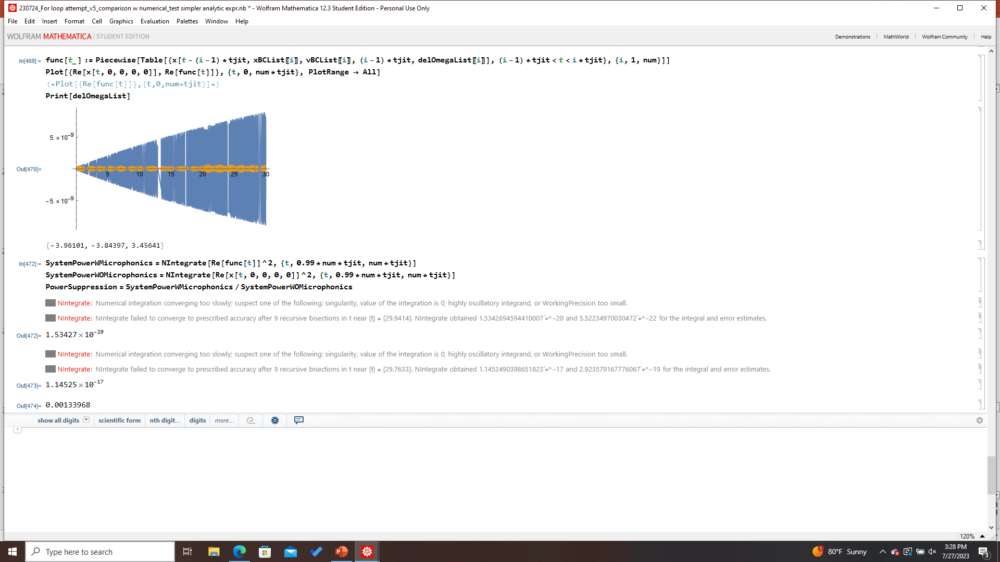 230724_For loop attempt_v5_comparison w numerical_test simpler analytic expr.nb * - Wolfram Mathematica 12.3 Student Edition - Personal Use Only
File Edit Insert Format Cell Graphics Evaluation Palettes Window Help
WOLFRAM MATHEMATICA STUDENT EDITION
Demonstrations MathWorld Wolfram Community Help
In[469]:= func[t_] := Piecewise[Table[{x[t - (i - 1) * tjit, xBCList[[i]], vBCList[[i]], (i - 1) * tjit, delOmegaList[[i]]], (i - 1) * tjit < t < i * tjit}, {i, 1, num}]]
Plot[{Re[x[t, 0, 0, 0, 0]], Re[func[t]]}, {t, 0, num * tjit}, PlotRange → All]
(*Plot[{Re[func[t]]},{t,0,num*tjit}]*)
Print[delOmegaList]
5. × 10^-9
Out[470]=
5 10 15 20 25 30
-5. × 10^-9
{-3.96101, -3.84397, 3.45641}
In[472]:= SystemPowerWMicrophonics = NIntegrate[Re[func[t]]^2, {t, 0.99 * num * tjit, num * tjit}]
SystemPowerWOMicrophonics = NIntegrate[Re[x[t, 0, 0, 0, 0]]^2, {t, 0.99 * num * tjit, num * tjit}]
PowerSuppression = SystemPowerWMicrophonics / SystemPowerWOMicrophonics
NIntegrate: Numerical integration converging too slowly; suspect one of the following: singularity, value of the integration is 0, highly oscillatory integrand, or WorkingPrecision too small.
NIntegrate: NIntegrate failed to converge to prescribed accuracy after 9 recursive bisections in t near {t} = {29.9414}. NIntegrate obtained 1.5342694594410007`*^-20 and 5.52234970030472`*^-22 for the integral and error estimates.
Out[472]= 1.53427 × 10^-20
NIntegrate: Numerical integration converging too slowly; suspect one of the following: singularity, value of the integration is 0, highly oscillatory integrand, or WorkingPrecision too small.
NIntegrate: NIntegrate failed to converge to prescribed accuracy after 9 recursive bisections in t near {t} = {29.7633}. NIntegrate obtained 1.1452490398651823`*^-17 and 2.923579167776067`*^-19 for the integral and error estimates.
Out[473]= 1.14525 × 10^-17
Out[474]= 0.00133968
show all digits scientific form nth digit... digits more...
120%
Type here to search
1 80°F Sunny
3:28 PM
7/27/2023
3